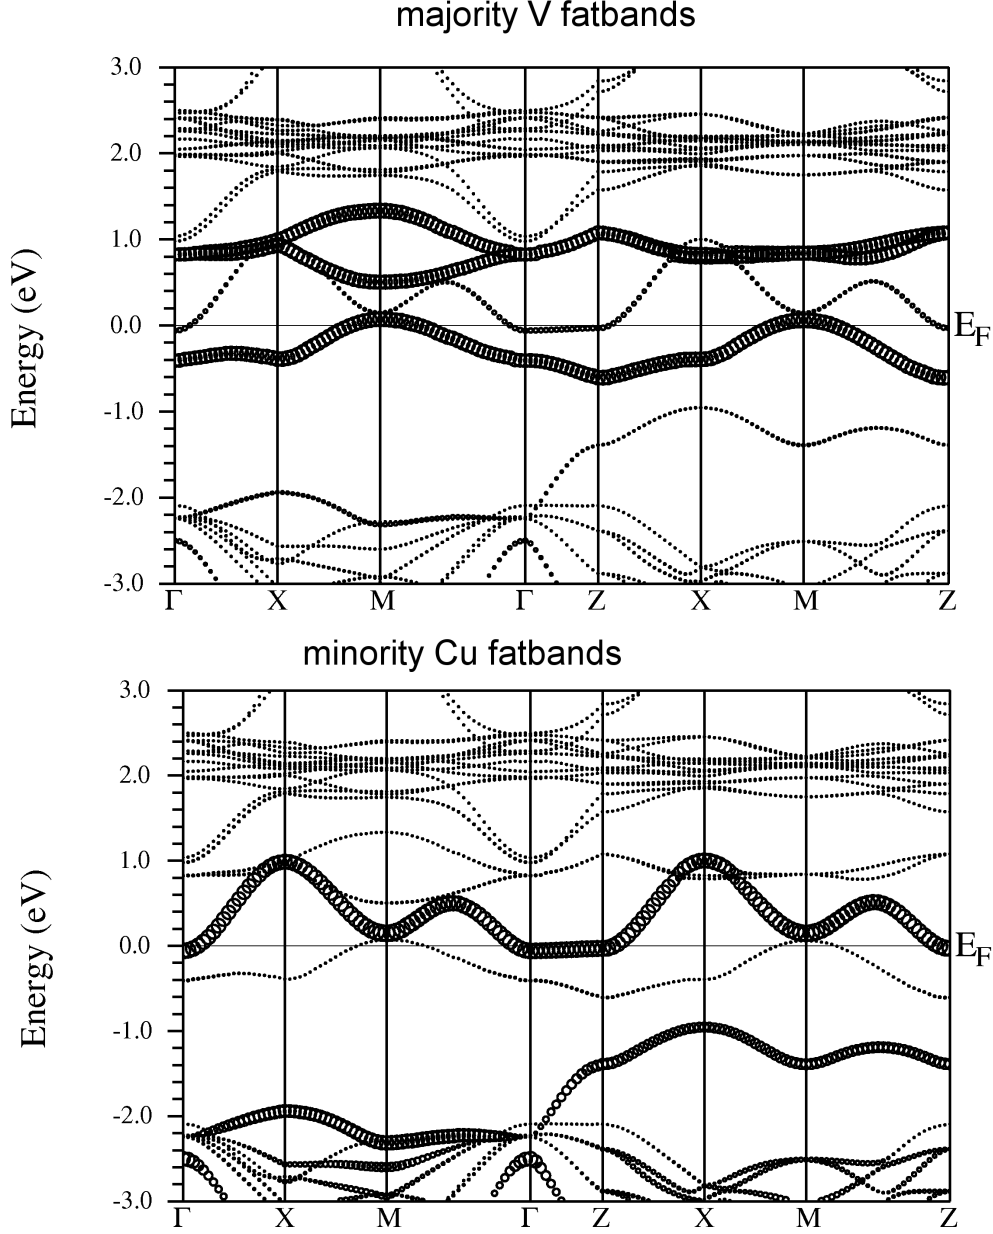 majority V fatbands
3.0
2.0
1.0
0.0
-1.0
-2.0
-3.0
Energy (eV)
E_F
Γ X M Γ Z X M Z
minority Cu fatbands
3.0
2.0
1.0
0.0
-1.0
-2.0
-3.0
Energy (eV)
E_F
Γ X M Γ Z X M Z